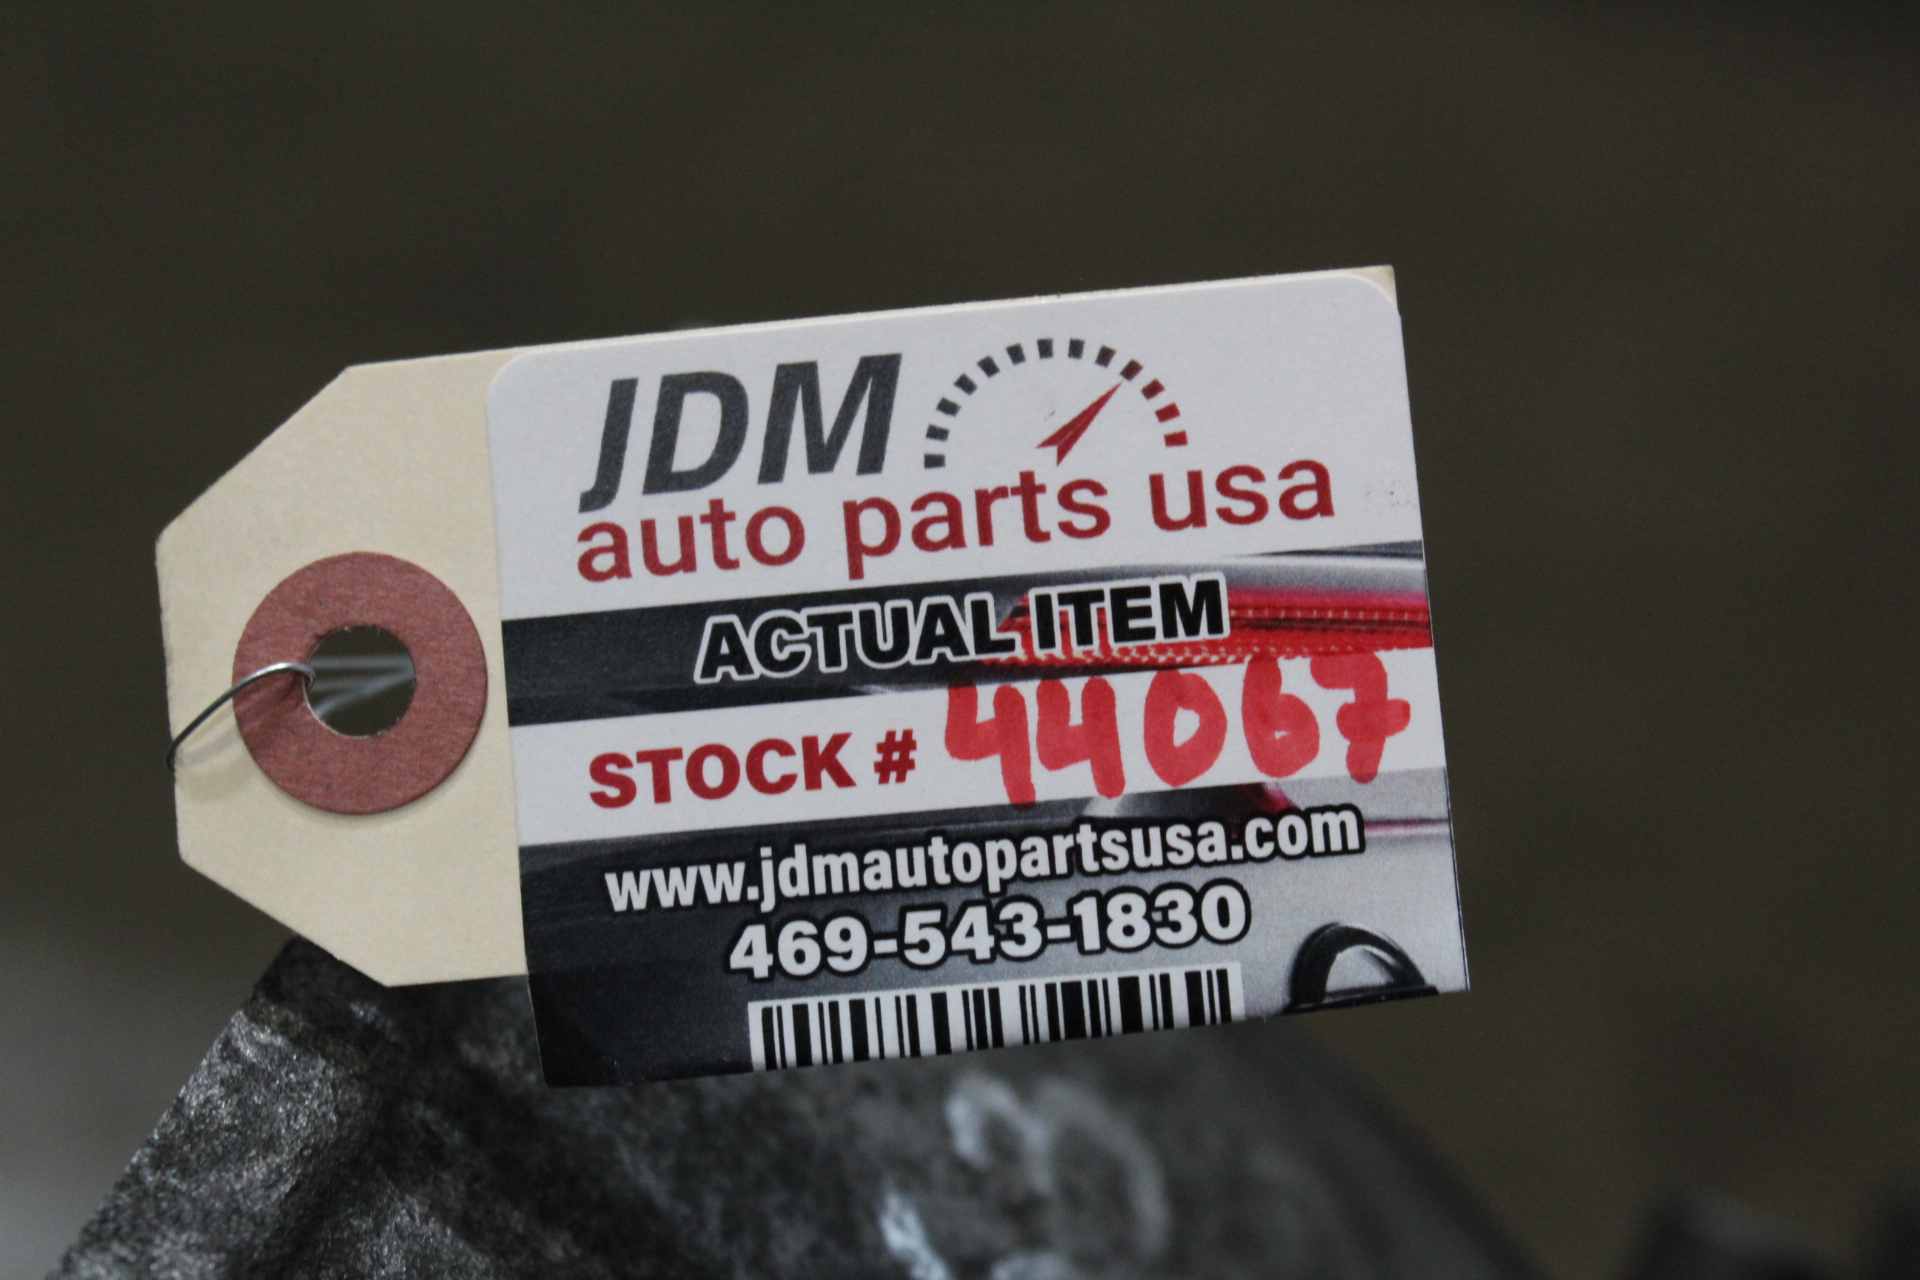 JDM
auto parts usa
ACTUAL ITEM
STOCK # 44067
www.jdmautopartsusa.com
469-543-1830